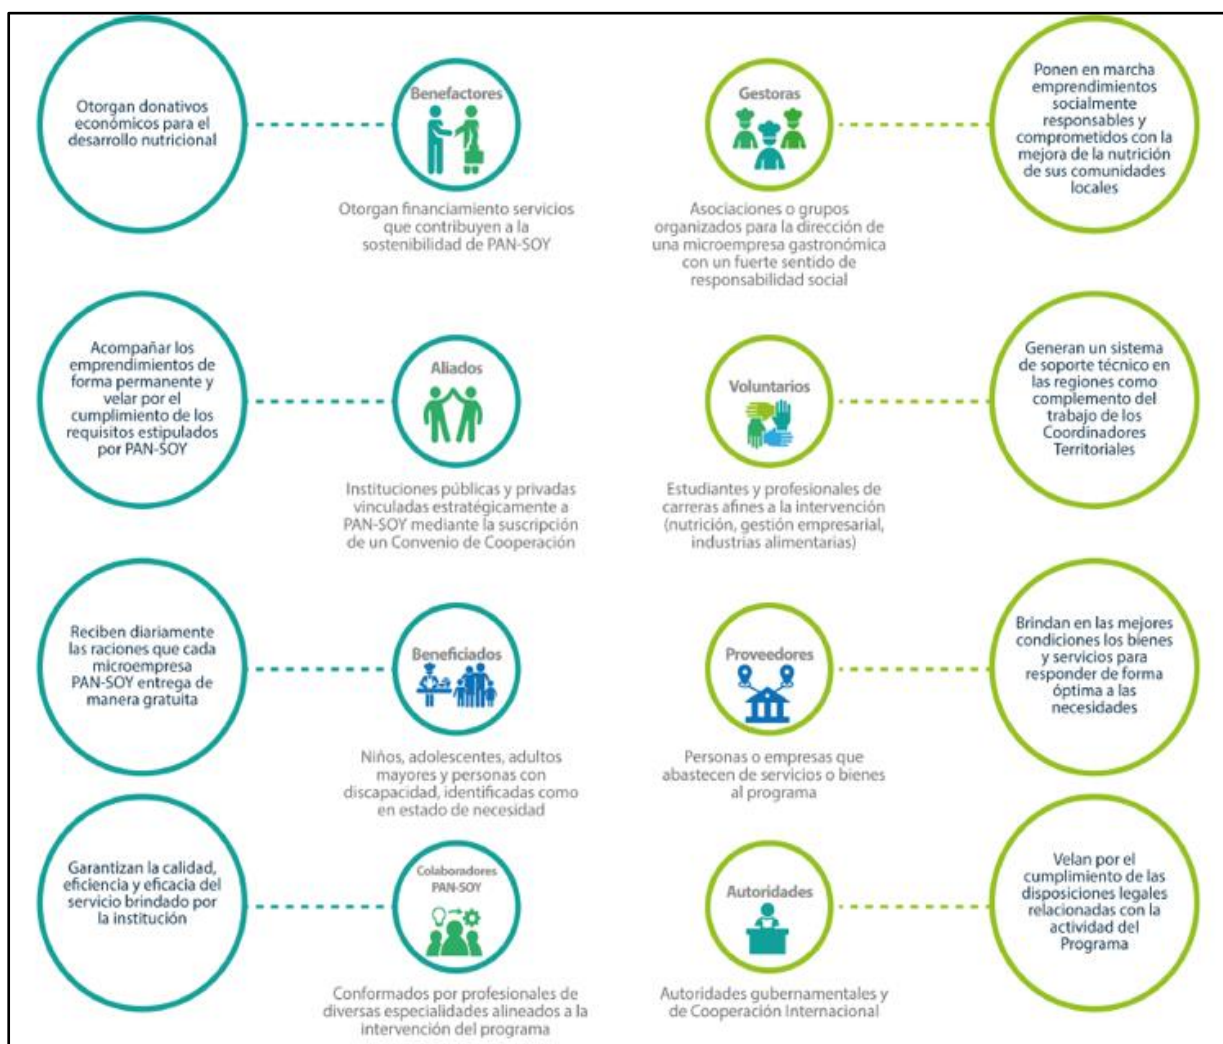 Otorgan donativos
económicos para el
desarrollo nutricional
Benefactores
Otorgan financiamiento servicios
que contribuyen a la
sostenibilidad de PAN-SOY
Gestoras
Asociaciones o grupos
organizados para la dirección de
una microempresa gastronómica
con un fuerte sentido de
responsabilidad social
Ponen en marcha
emprendimientos
socialmente
responsables y
comprometidos con la
mejora de la nutrición
de sus comunidades
locales
Acompañar los
emprendimientos de
forma permanente y
velar por el
cumplimiento de los
requisitos estipulados
por PAN-SOY
Aliados
Instituciones públicas y privadas
vinculadas estratégicamente a
PAN-SOY mediante la suscripción
de un Convenio de Cooperación
Voluntarios
Estudiantes y profesionales de
carreras afines a la intervención
(nutrición, gestión empresarial,
industrias alimentarias)
Generan un sistema
de soporte técnico en
las regiones como
complemento del
trabajo de los
Coordinadores
Territoriales
Reciben diariamente
las raciones que cada
microempresa
PAN-SOY entrega de
manera gratuita
Beneficiados
Niños, adolescentes, adultos
mayores y personas con
discapacidad, identificadas como
en estado de necesidad
Proveedores
Personas o empresas que
abastecen de servicios o bienes
al programa
Brindan en las mejores
condiciones los bienes
y servicios para
responder de forma
óptima a las
necesidades
Garantizan la calidad,
eficiencia y eficacia del
servicio brindado por
la institución
Colaboradores
PAN-SOY
Conformados por profesionales de
diversas especialidades alineados a la
intervención del programa
Autoridades
Autoridades gubernamentales y
de Cooperación Internacional
Velan por el
cumplimiento de las
disposiciones legales
relacionadas con la
actividad del
Programa